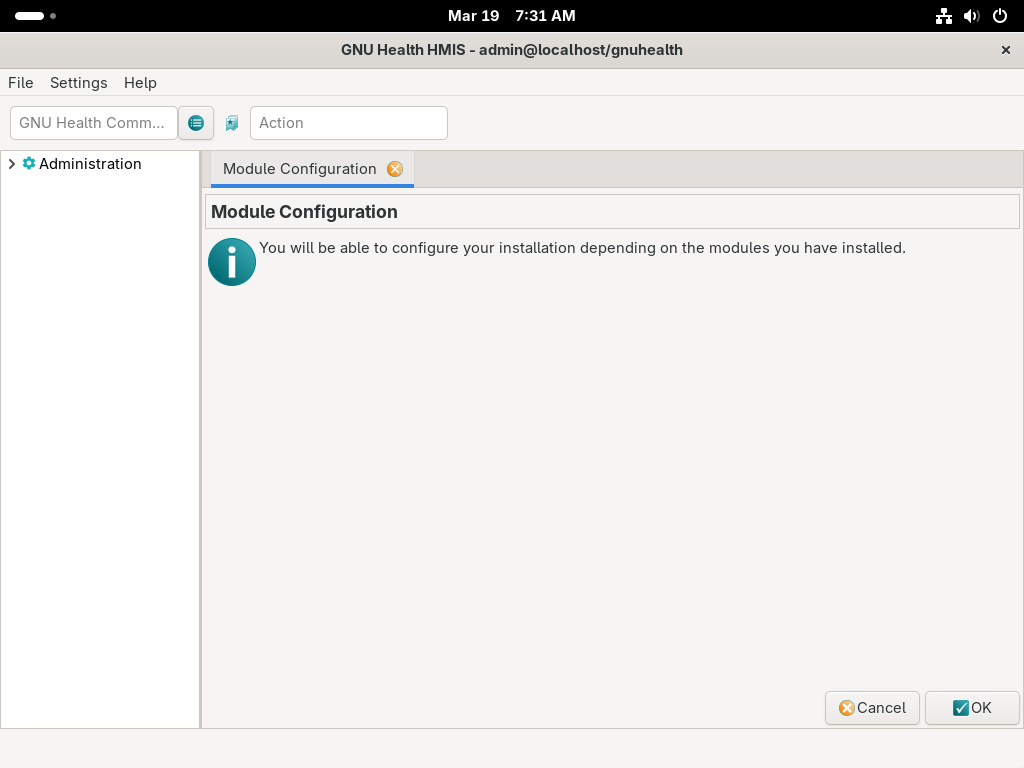 Mar 19 7:31 AM
GNU Health HMIS - admin@localhost/gnuhealth
File Settings Help
GNU Health Comm... Action
Administration
Module Configuration
Module Configuration
You will be able to configure your installation depending on the modules you have installed.
Cancel OK